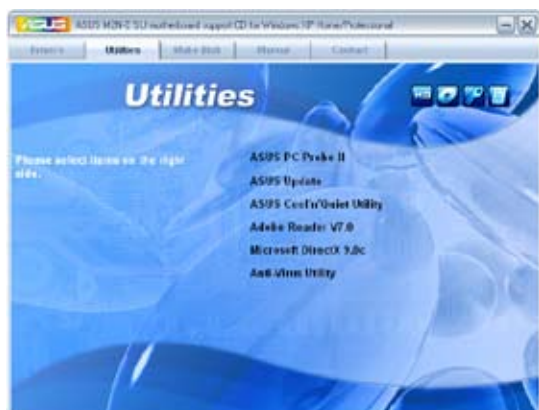 ASUS M2N-E SLI motherboard support CD for Windows XP Home/Professional
Drivers
Utilities
Make Disk
Manual
Contact
Utilities
Please select items on the right
side.
ASUS PC Probe II
ASUS Update
ASUS Cool'n'Quiet Utility
Adobe Reader V7.0
Microsoft DirectX 9.0c
Anti-Virus Utility